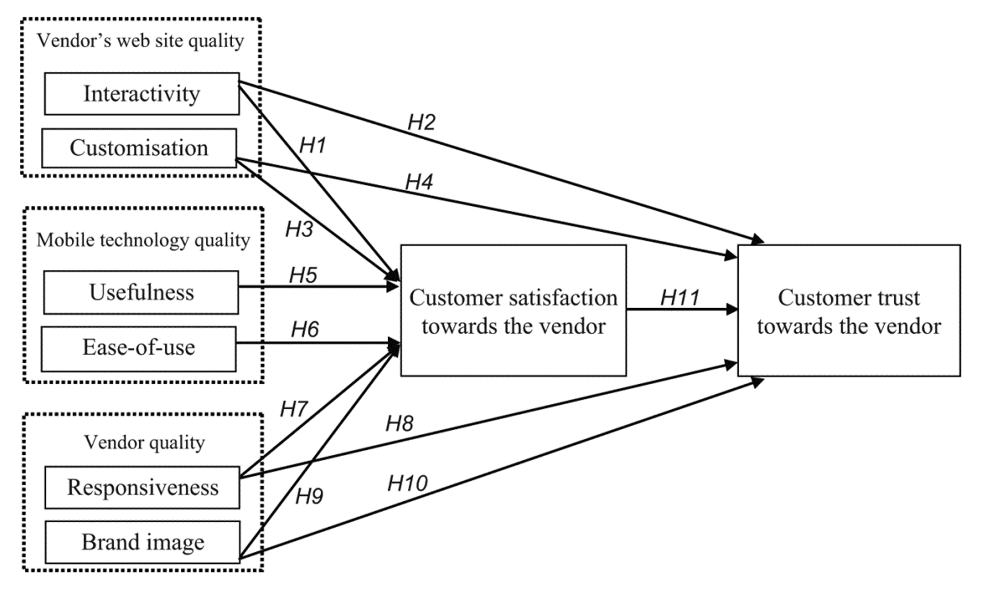 Vendor’s web site quality
Interactivity
Customisation
H2
H1
H4
H3
Mobile technology quality
Usefulness
Ease-of-use
H5
H6
Customer satisfaction
towards the vendor
H11
Customer trust
towards the vendor
Vendor quality
Responsiveness
Brand image
H7
H8
H9
H10